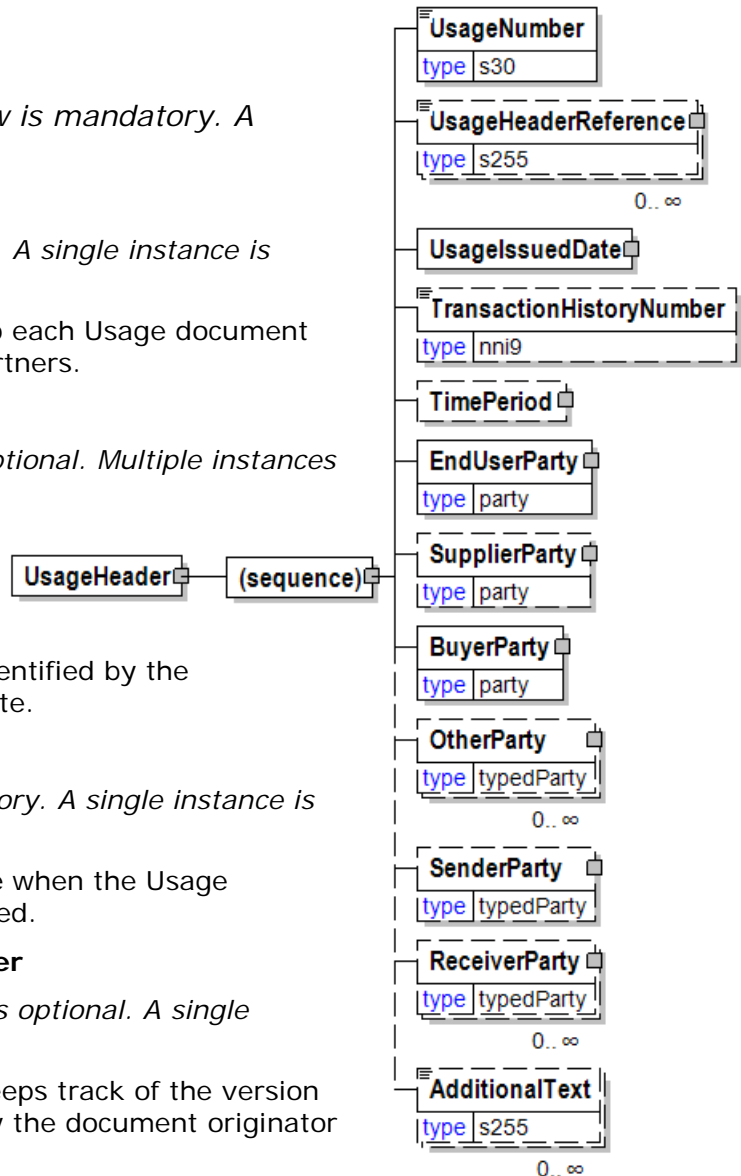 w is mandatory. A
A single instance is
o each Usage document
rtners.
ptional. Multiple instances
entified by the
te.
ory. A single instance is
e when the Usage
ed.
er
s optional. A single
eeps track of the version
y the document originator
UsageHeader
(sequence)
UsageNumber
type s30
UsageHeaderReference
type s255
0.. ∞
UsageIssuedDate
TransactionHistoryNumber
type nni9
TimePeriod
EndUserParty
type party
SupplierParty
type party
BuyerParty
type party
OtherParty
type typedParty
0.. ∞
SenderParty
type typedParty
ReceiverParty
type typedParty
0.. ∞
AdditionalText
type s255
0.. ∞